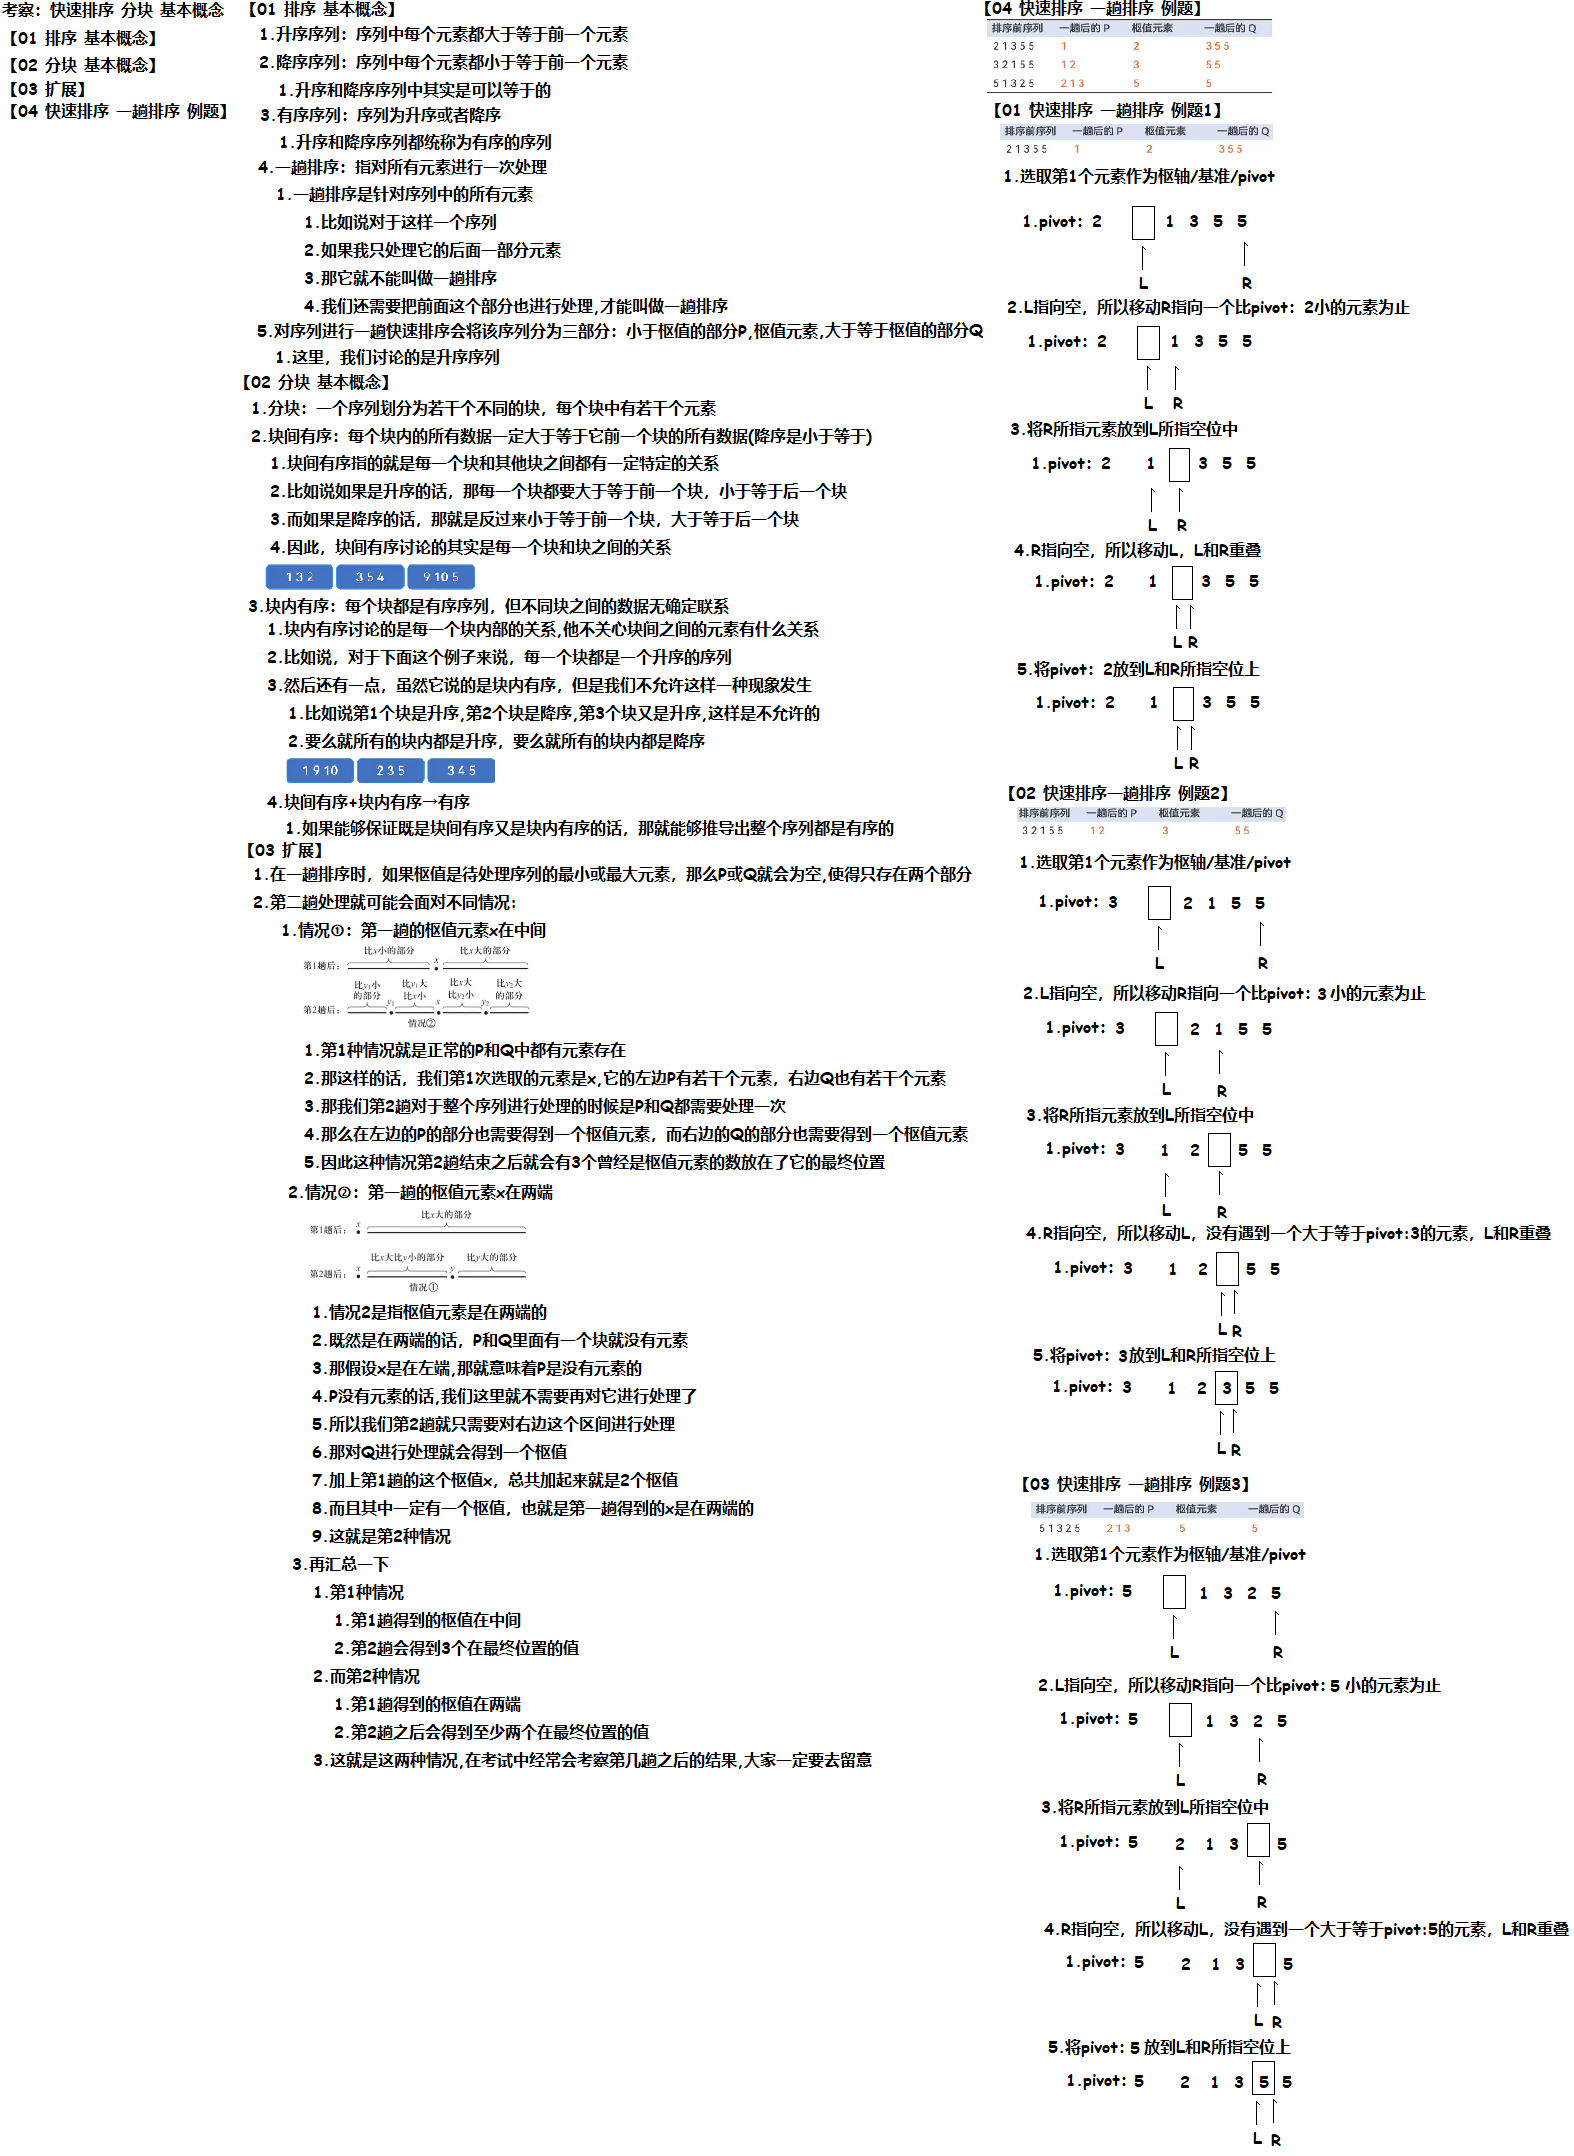 考察：快速排序 分块 基本概念
【01 排序 基本概念】
【02 分块 基本概念】
【03 扩展】
【04 快速排序 一趟排序 例题】
【01 排序 基本概念】
1.升序序列：序列中每个元素都大于等于前一个元素
2.降序序列：序列中每个元素都小于等于前一个元素
1.升序和降序序列中其实是可以等于的
3.有序序列：序列为升序或者降序
1.升序和降序序列都统称为有序的序列
4.一趟排序：指对所有元素进行一次处理
1.一趟排序是针对序列中的所有元素
1.比如说对于这样一个序列
2.如果我只处理它的后面一部分元素
3.那它就不能叫做一趟排序
4.我们还需要把前面这个部分也进行处理,才能叫做一趟排序
5.对序列进行一趟快速排序会将该序列分为三部分：小于枢值的部分P,枢值元素,大于等于枢值的部分Q
1.这里，我们讨论的是升序序列
【02 分块 基本概念】
1.分块：一个序列划分为若干个不同的块，每个块中有若干个元素
2.块间有序：每个块内的所有数据一定大于等于它前一个块的所有数据(降序是小于等于)
1.块间有序指的就是每一个块和其他块之间都有一定特定的关系
2.比如说如果是升序的话，那每一个块都要大于等于前一个块，小于等于后一个块
3.而如果是降序的话，那就是反过来小于等于前一个块，大于等于后一个块
4.因此，块间有序讨论的其实是每一个块和块之间的关系
1 3 2 3 5 4 9 10 5
3.块内有序：每个块都是有序序列，但不同块之间的数据无确定联系
1.块内有序讨论的是每一个块内部的关系,他不关心块间之间的元素有什么关系
2.比如说，对于下面这个例子来说，每一个块都是一个升序的序列
3.然后还有一点，虽然它说的是块内有序，但是我们不允许这样一种现象发生
1.比如说第1个块是升序,第2个块是降序,第3个块又是升序,这样是不允许的
2.要么就所有的块内都是升序，要么就所有的块内都是降序
1 9 10 2 3 5 3 4 5
4.块间有序+块内有序→有序
1.如果能够保证既是块间有序又是块内有序的话，那就能够推导出整个序列都是有序的
【03 扩展】
1.在一趟排序时，如果枢值是待处理序列的最小或最大元素，那么P或Q就会为空,使得只存在两个部分
2.第二趟处理就可能会面对不同情况：
1.情况①：第一趟的枢值元素x在中间
比x小的部分 比x大的部分
第1趟后： x
比y₁小的部分 比y₁大比x小 比x大比y₂小 比y₂大的部分
第2趟后： y₁ x y₂
情况②
1.第1种情况就是正常的P和Q中都有元素存在
2.那这样的话，我们第1次选取的元素是x,它的左边P有若干个元素，右边Q也有若干个元素
3.那我们第2趟对于整个序列进行处理的时候是P和Q都需要处理一次
4.那么在左边的P的部分也需要得到一个枢值元素，而右边的Q的部分也需要得到一个枢值元素
5.因此这种情况第2趟结束之后就会有3个曾经是枢值元素的数放在了它的最终位置
2.情况②：第一趟的枢值元素x在两端
比x大的部分
第1趟后： x
比x大比y小的部分 比y大的部分
第2趟后： x y
情况①
1.情况2是指枢值元素是在两端的
2.既然是在两端的话，P和Q里面有一个块就没有元素
3.那假设x是在左端,那就意味着P是没有元素的
4.P没有元素的话,我们这里就不需要再对它进行处理了
5.所以我们第2趟就只需要对右边这个区间进行处理
6.那对Q进行处理就会得到一个枢值
7.加上第1趟的这个枢值x，总共加起来就是2个枢值
8.而且其中一定有一个枢值，也就是第一趟得到的x是在两端的
9.这就是第2种情况
3.再汇总一下
1.第1种情况
1.第1趟得到的枢值在中间
2.第2趟会得到3个在最终位置的值
2.而第2种情况
1.第1趟得到的枢值在两端
2.第2趟之后会得到至少两个在最终位置的值
3.这就是这两种情况,在考试中经常会考察第几趟之后的结果,大家一定要去留意
【04 快速排序 一趟排序 例题】
排序前序列 一趟后的 P 枢值元素 一趟后的 Q
2 1 3 5 5 1 2 3 5 5
3 2 1 5 5 1 2 3 5 5
5 1 3 2 5 2 1 3 5 5
【01 快速排序 一趟排序 例题1】
排序前序列 一趟后的 P 枢值元素 一趟后的 Q
2 1 3 5 5 1 2 3 5 5
1.选取第1个元素作为枢轴/基准/pivot
1.pivot：2 1 3 5 5
L R
2.L指向空，所以移动R指向一个比pivot：2小的元素为止
1.pivot：2 1 3 5 5
L R
3.将R所指元素放到L所指空位中
1.pivot：2 1 3 5 5
L R
4.R指向空，所以移动L，L和R重叠
1.pivot：2 1 3 5 5
L R
5.将pivot：2放到L和R所指空位上
1.pivot：2 1 3 5 5
L R
【02 快速排序一趟排序 例题2】
排序前序列 一趟后的 P 枢值元素 一趟后的 Q
3 2 1 5 5 1 2 3 5 5
1.选取第1个元素作为枢轴/基准/pivot
1.pivot：3 2 1 5 5
L R
2.L指向空，所以移动R指向一个比pivot：3 小的元素为止
1.pivot：3 2 1 5 5
L R
3.将R所指元素放到L所指空位中
1.pivot：3 1 2 5 5
L R
4.R指向空，所以移动L，没有遇到一个大于等于pivot:3的元素，L和R重叠
1.pivot：3 1 2 5 5
L R
5.将pivot：3放到L和R所指空位上
1.pivot：3 1 2 3 5 5
L R
【03 快速排序 一趟排序 例题3】
排序前序列 一趟后的 P 枢值元素 一趟后的 Q
5 1 3 2 5 2 1 3 5 5
1.选取第1个元素作为枢轴/基准/pivot
1.pivot：5 1 3 2 5
L R
2.L指向空，所以移动R指向一个比pivot：5 小的元素为止
1.pivot：5 1 3 2 5
L R
3.将R所指元素放到L所指空位中
1.pivot：5 2 1 3 5
L R
4.R指向空，所以移动L，没有遇到一个大于等于pivot:5的元素，L和R重叠
1.pivot：5 2 1 3 5
L R
5.将pivot：5 放到L和R所指空位上
1.pivot：5 2 1 3 5 5
L R